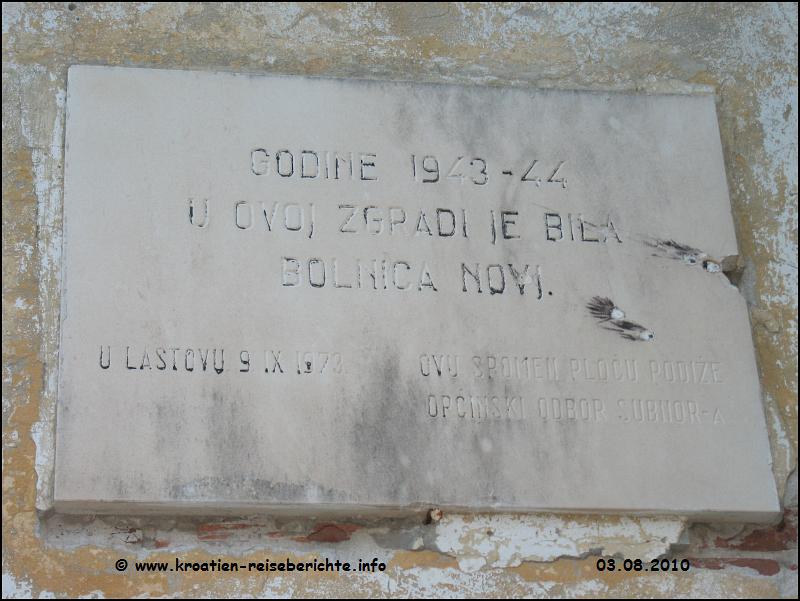 GODINE 1943-44
U OVOJ ZGRADI JE BILA
BOLNICA NOVJ.
U LASTOVU 9 IX 1973
OVU SPOMEN PLOČU PODIŽE
OPĆINSKI ODBOR SUBNOR-A
© www.kroatien-reiseberichte.info
03.08.2010